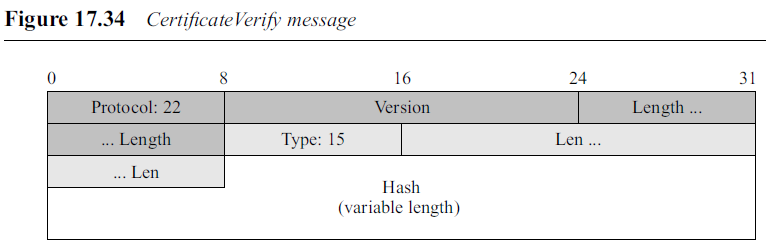 Figure 17.34 CertificateVerify message
0 8 16 24 31
Protocol: 22 Version Length ...
... Length Type: 15 Len ...
... Len
Hash
(variable length)